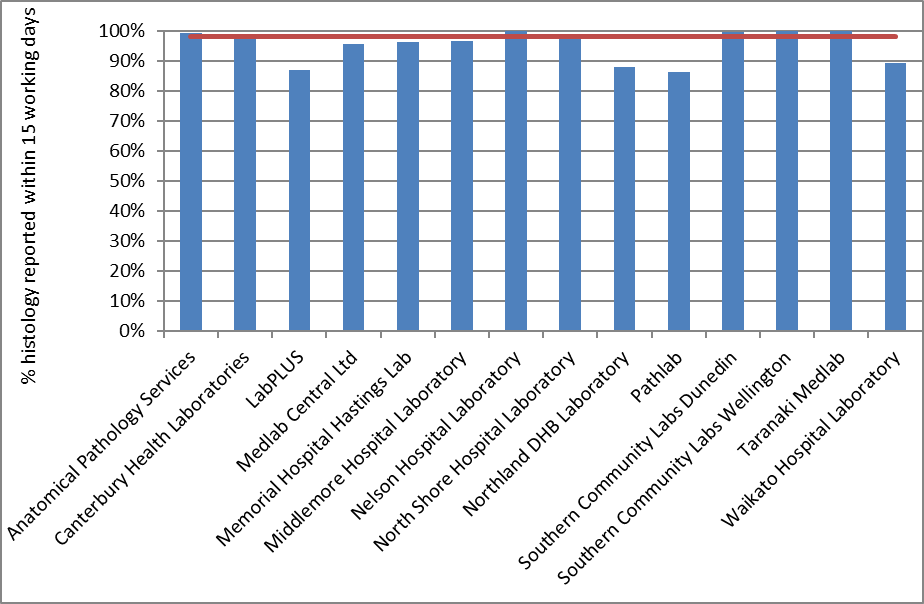 % histology reported within 15 working days
100%
90%
80%
70%
60%
50%
40%
30%
20%
10%
0%
Anatomical Pathology Services
Canterbury Health Laboratories
LabPLUS
Medlab Central Ltd
Memorial Hospital Hastings Lab
Middlemore Hospital Laboratory
Nelson Hospital Laboratory
North Shore Hospital Laboratory
Northland DHB Laboratory
Pathlab
Southern Community Labs Dunedin
Southern Community Labs Wellington
Taranaki Medlab
Waikato Hospital Laboratory